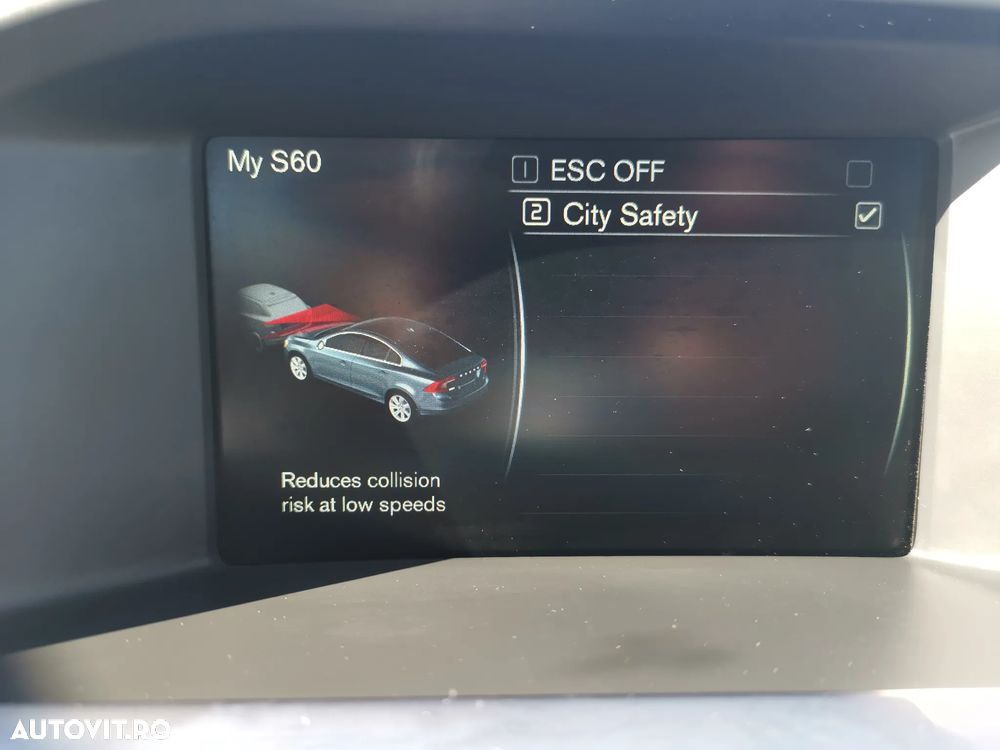 My S60
1 ESC OFF
2 City Safety
Reduces collision
risk at low speeds
AUTOVIT.RO